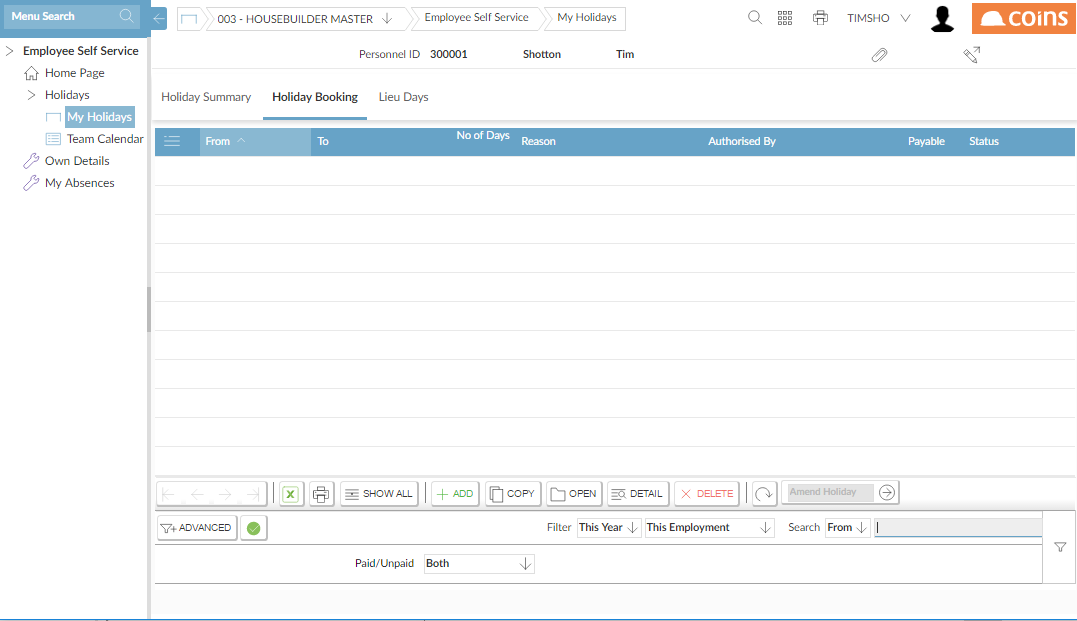 Menu Search
003 - HOUSEBUILDER MASTER
Employee Self Service
My Holidays
TIMSHO
coins
Employee Self Service
Home Page
Holidays
My Holidays
Team Calendar
Own Details
My Absences
Personnel ID 300001 Shotton Tim
Holiday Summary Holiday Booking Lieu Days
From To No of Days Reason Authorised By Payable Status
X SHOW ALL ADD COPY OPEN DETAIL DELETE Amend Holiday
ADVANCED Filter This Year This Employment Search From
Paid/Unpaid Both